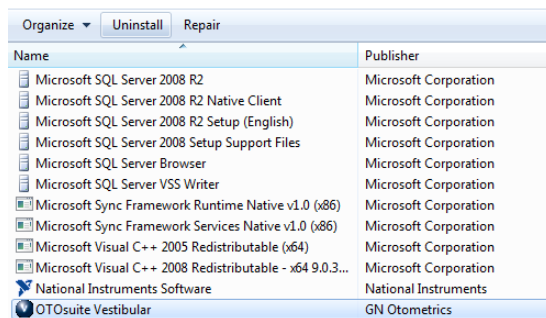 Organize Uninstall Repair
Name Publisher
Microsoft SQL Server 2008 R2 Microsoft Corporation
Microsoft SQL Server 2008 R2 Native Client Microsoft Corporation
Microsoft SQL Server 2008 R2 Setup (English) Microsoft Corporation
Microsoft SQL Server 2008 Setup Support Files Microsoft Corporation
Microsoft SQL Server Browser Microsoft Corporation
Microsoft SQL Server VSS Writer Microsoft Corporation
Microsoft Sync Framework Runtime Native v1.0 (x86) Microsoft Corporation
Microsoft Sync Framework Services Native v1.0 (x86) Microsoft Corporation
Microsoft Visual C++ 2005 Redistributable (x64) Microsoft Corporation
Microsoft Visual C++ 2008 Redistributable - x64 9.0.3... Microsoft Corporation
National Instruments Software National Instruments
OTOsuite Vestibular GN Otometrics